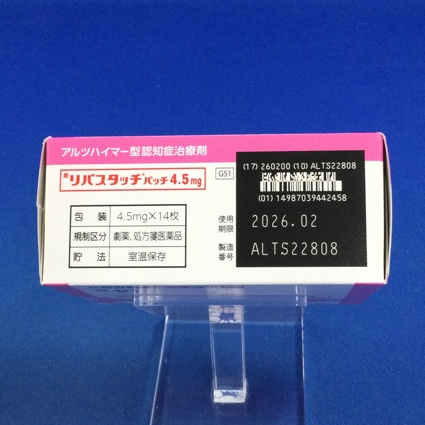 アルツハイマー型認知症治療剤
劇 リバスタッチ®パッチ4.5mg
GS1
(17) 260200 (10) ALTS22808
(01) 14987039442458
包 装 4.5mg×14枚
規制区分 劇薬、処方箋医薬品
貯 法 室温保存
使用
期限 2026.02
製造
番号 ALTS22808